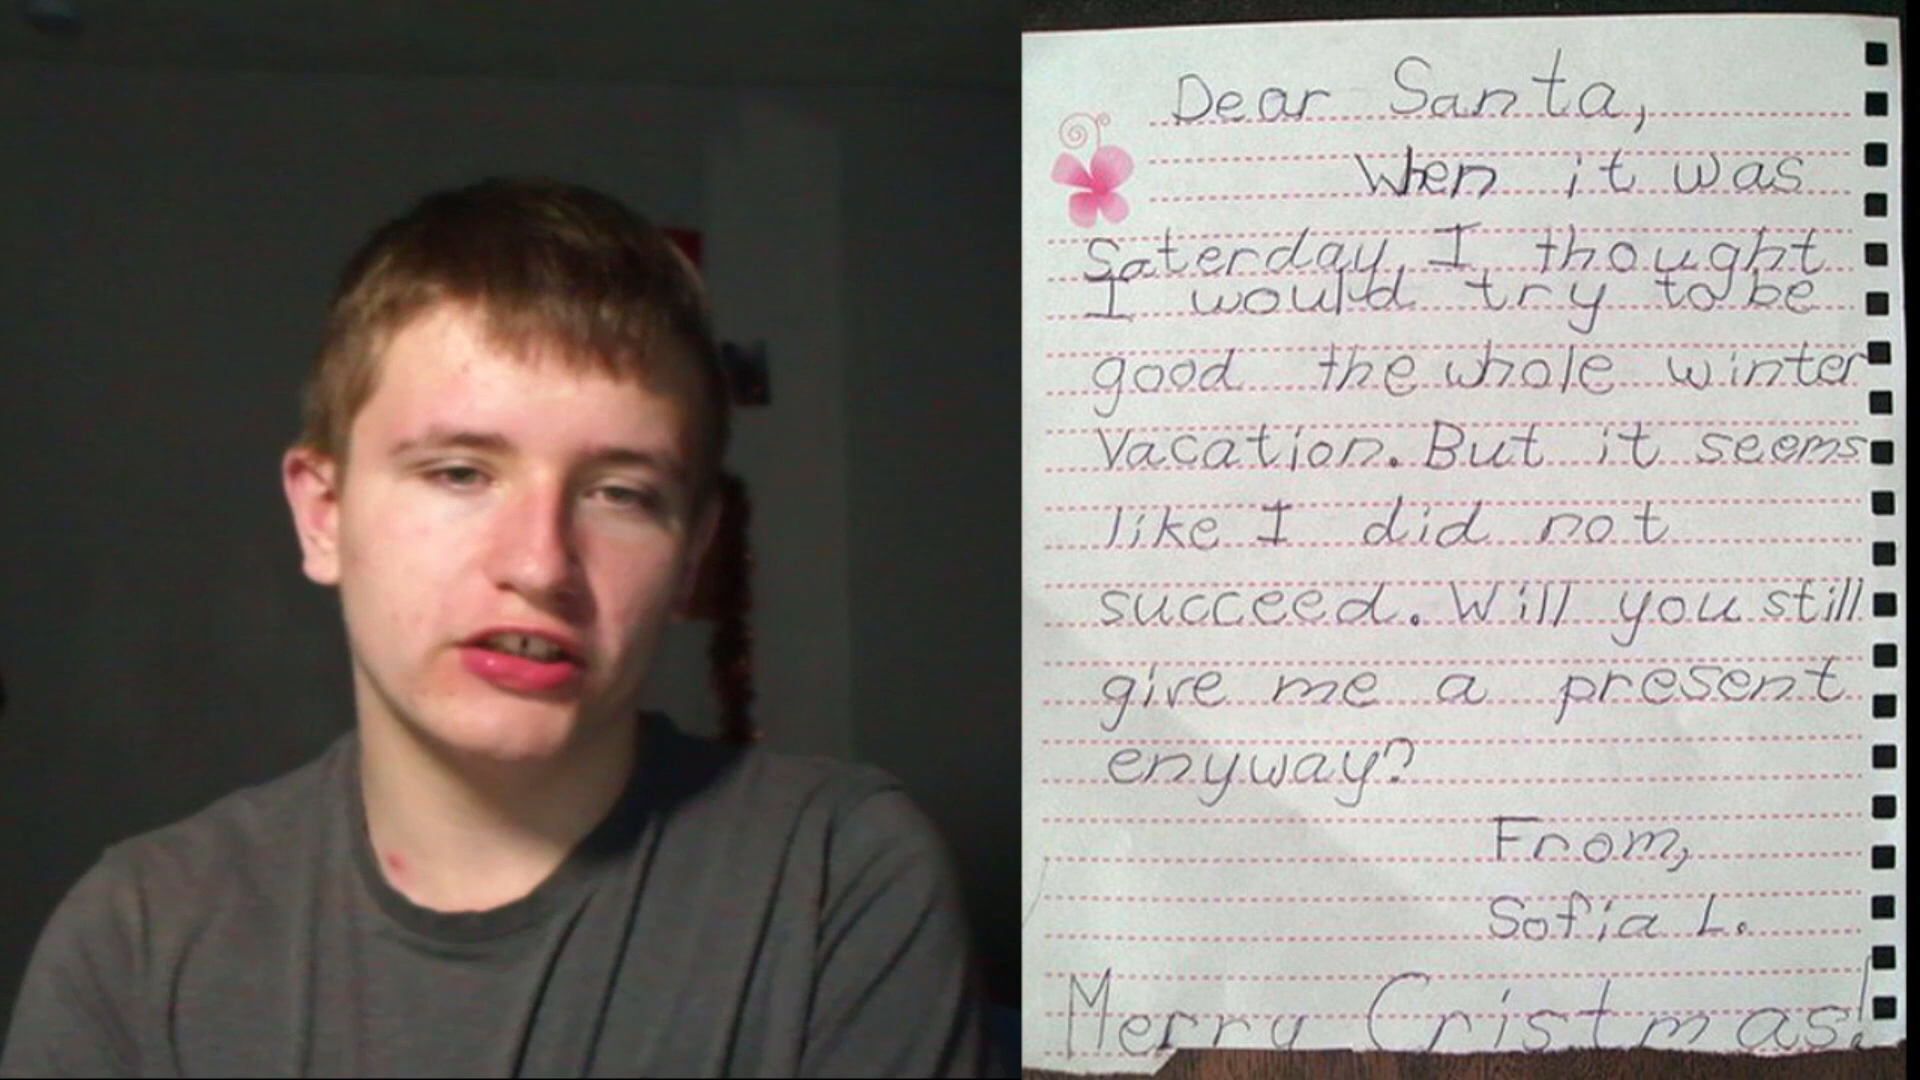 Dear Santa,
When it was
Saterday, I thought
I would try to be
good the whole winter
Vacation. But it seems
like I did not
succeed. Will you still
give me a present
enyway?
From,
Sofia L.
Merry Cristmas!